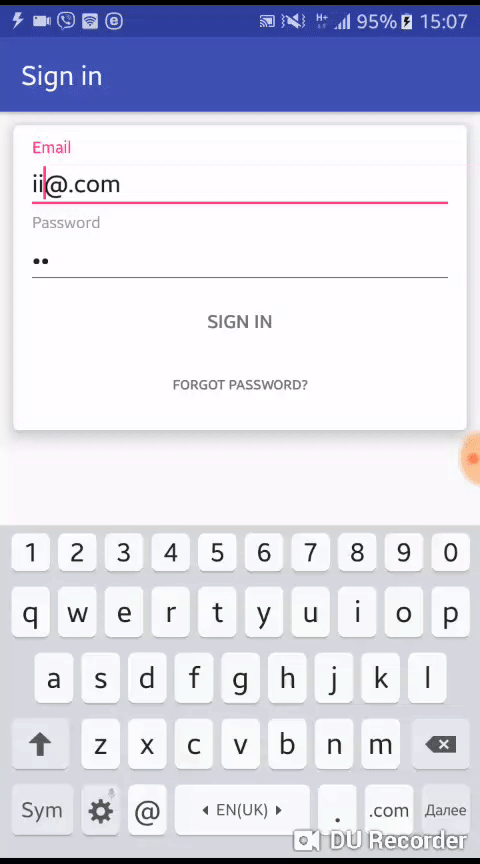 95% 15:07
Sign in
Email
ii@.com
Password
••
SIGN IN
FORGOT PASSWORD?
1 2 3 4 5 6 7 8 9 0
q w e r t y u i o p
a s d f g h j k l
z x c v b n m
Sym @ EN(UK) . .com Далее
DU Recorder